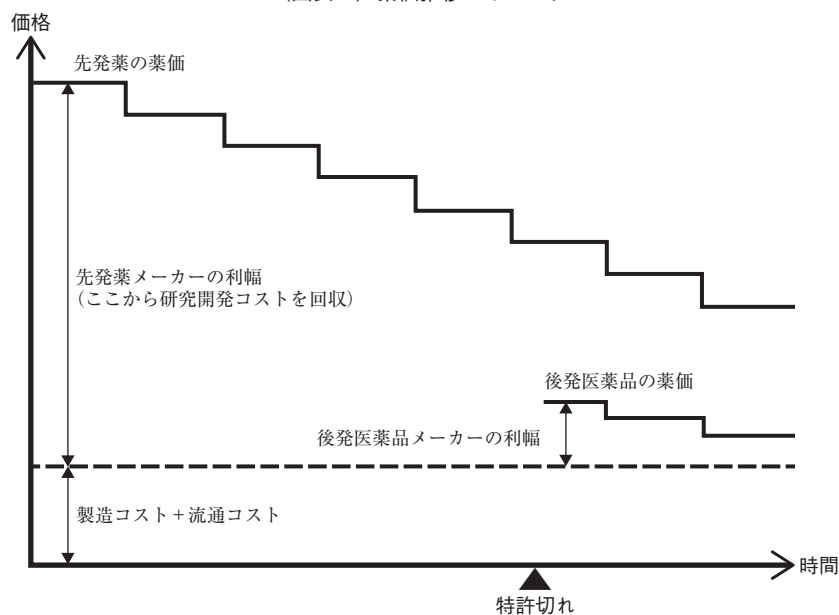 価格
先発薬の薬価
先発薬メーカーの利幅
（ここから研究開発コストを回収）
後発医薬品の薬価
後発医薬品メーカーの利幅
製造コスト＋流通コスト
時間
特許切れ